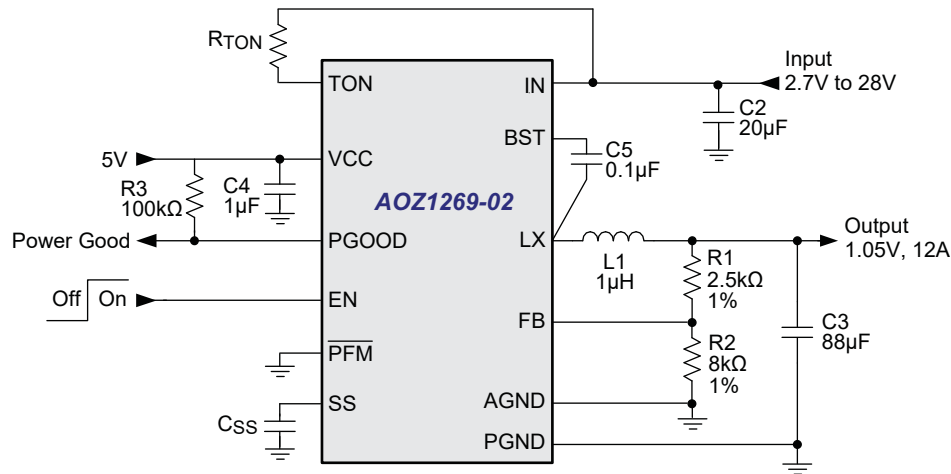 RTON
TON
IN
Input
2.7V to 28V
C2
20µF
BST
C5
0.1µF
5V
VCC
R3
100kΩ
C4
1µF
AOZ1269-02
Power Good
PGOOD
LX
L1
1µH
Output
1.05V, 12A
R1
2.5kΩ
1%
Off
On
EN
FB
C3
88µF
R2
8kΩ
1%
PFM
CSS
SS
AGND
PGND